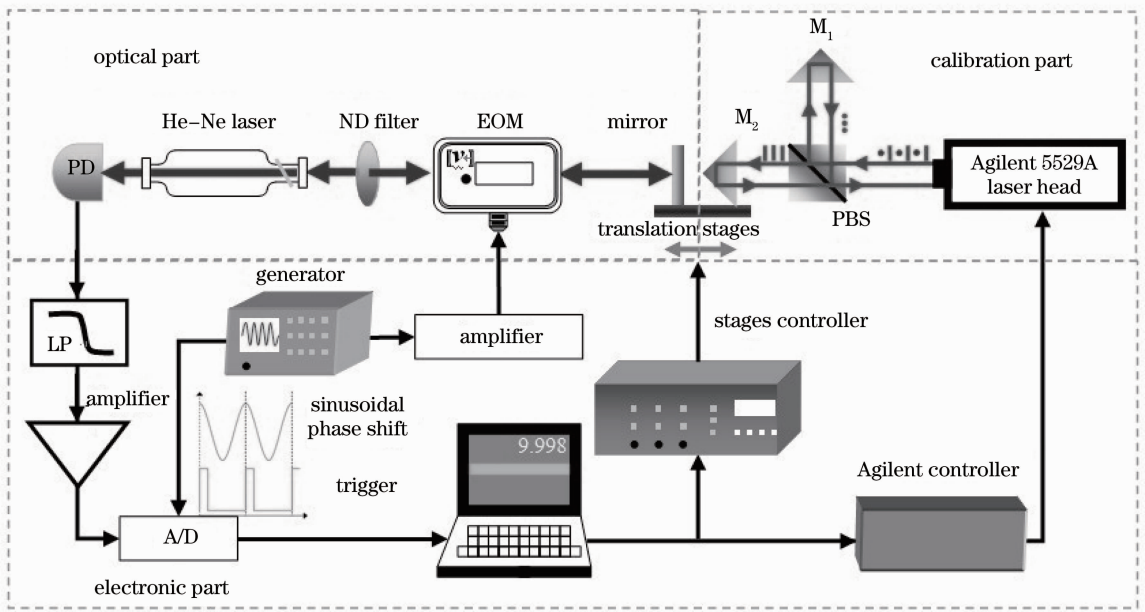 optical part
M1
calibration part
He–Ne laser
ND filter
EOM
mirror
M2
PD
Agilent 5529A
laser head
PBS
translation stages
generator
LP
amplifier
stages controller
amplifier
sinusoidal
phase shift
9.998
trigger
Agilent controller
A/D
electronic part